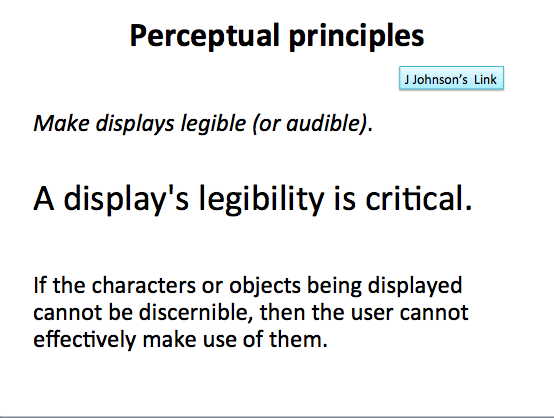 Perceptual principles
J Johnson's Link
Make displays legible (or audible).
A display's legibility is critical.
If the characters or objects being displayed
cannot be discernible, then the user cannot
effectively make use of them.